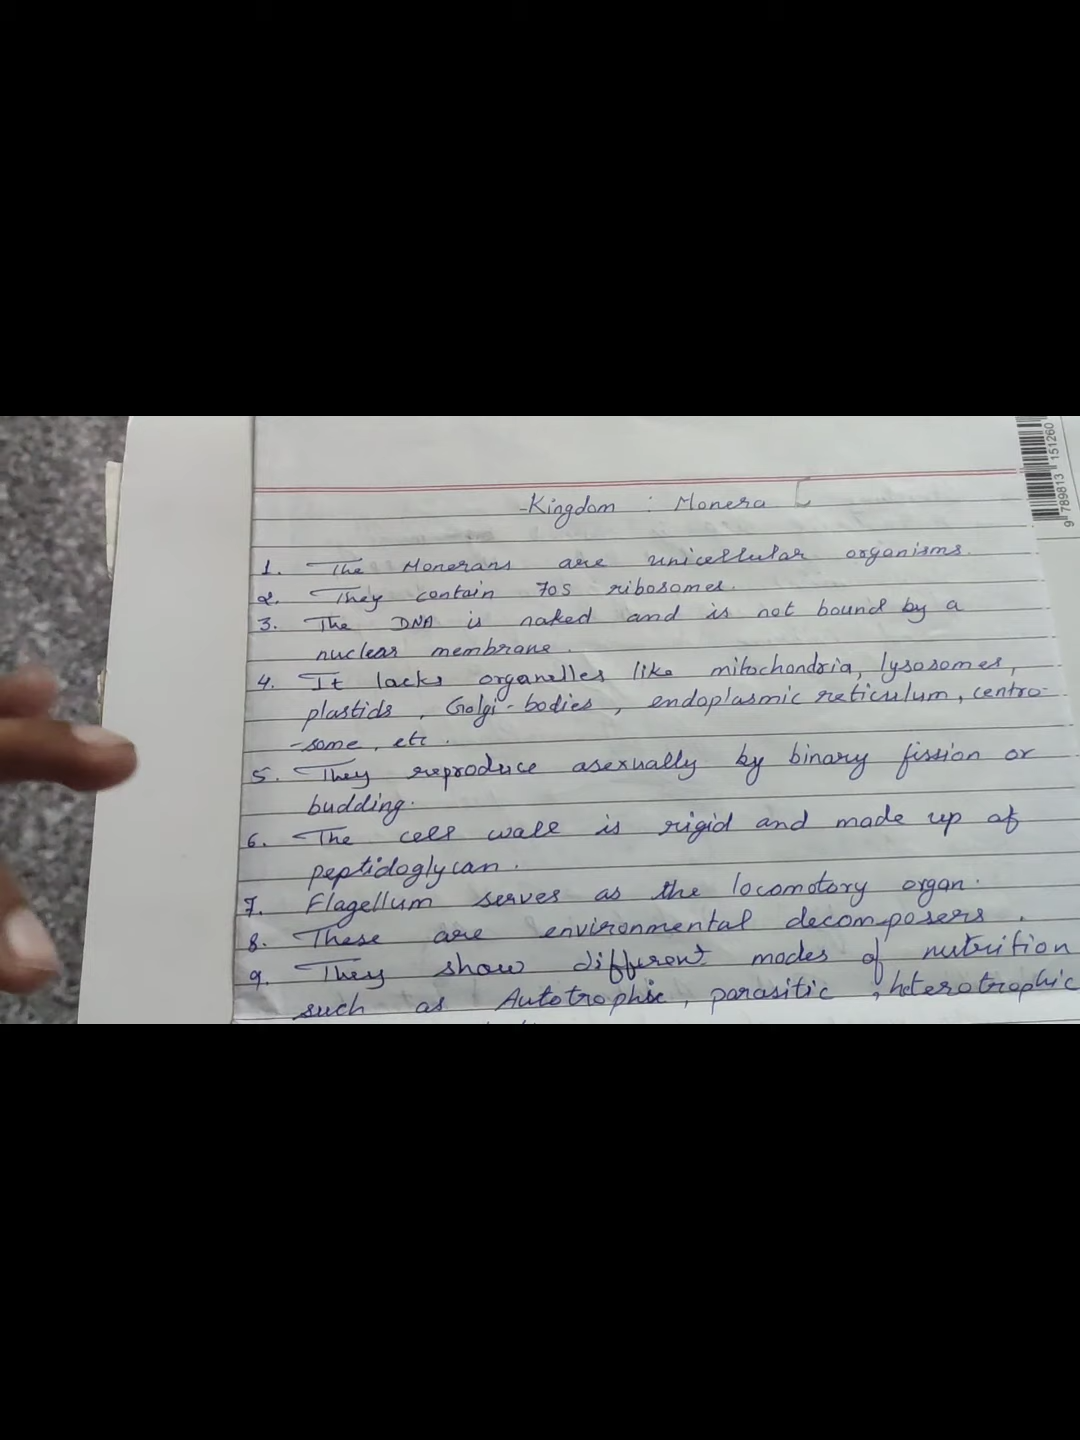 Kingdom : Monera
1. The Monerans are unicellular organisms.
2. They contain 70S ribosomes.
3. The DNA is naked and is not bound by a
nuclear membrane.
4. It lacks organelles like mitochondria, lysosomes,
plastids, Golgi-bodies, endoplasmic reticulum, centro-
-some, etc.
5. They reproduce asexually by binary fission or
budding.
6. The cell wall is rigid and made up of
peptidoglycan.
7. Flagellum serves as the locomotory organ.
8. These are environmental decomposers.
9. They show different modes of nutrition
such as Autotrophic, parasitic, heterotrophic
9 789813 151260